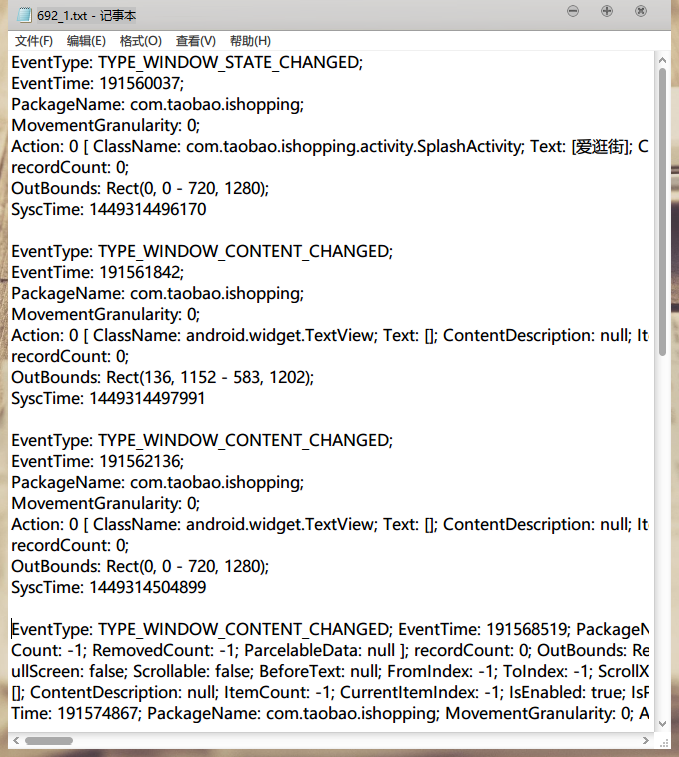 692_1.txt - 记事本
文件(F) 编辑(E) 格式(O) 查看(V) 帮助(H)
EventType: TYPE_WINDOW_STATE_CHANGED;
EventTime: 191560037;
PackageName: com.taobao.ishopping;
MovementGranularity: 0;
Action: 0 [ ClassName: com.taobao.ishopping.activity.SplashActivity; Text: [爱逛街]; C
recordCount: 0;
OutBounds: Rect(0, 0 - 720, 1280);
SyscTime: 1449314496170
EventType: TYPE_WINDOW_CONTENT_CHANGED;
EventTime: 191561842;
PackageName: com.taobao.ishopping;
MovementGranularity: 0;
Action: 0 [ ClassName: android.widget.TextView; Text: []; ContentDescription: null; Ite
recordCount: 0;
OutBounds: Rect(136, 1152 - 583, 1202);
SyscTime: 1449314497991
EventType: TYPE_WINDOW_CONTENT_CHANGED;
EventTime: 191562136;
PackageName: com.taobao.ishopping;
MovementGranularity: 0;
Action: 0 [ ClassName: android.widget.TextView; Text: []; ContentDescription: null; Ite
recordCount: 0;
OutBounds: Rect(0, 0 - 720, 1280);
SyscTime: 1449314504899
EventType: TYPE_WINDOW_CONTENT_CHANGED; EventTime: 191568519; PackageN
Count: -1; RemovedCount: -1; ParcelableData: null ]; recordCount: 0; OutBounds: Re
ullScreen: false; Scrollable: false; BeforeText: null; FromIndex: -1; ToIndex: -1; ScrollX
[]; ContentDescription: null; ItemCount: -1; CurrentItemIndex: -1; IsEnabled: true; IsP
Time: 191574867; PackageName: com.taobao.ishopping; MovementGranularity: 0; A